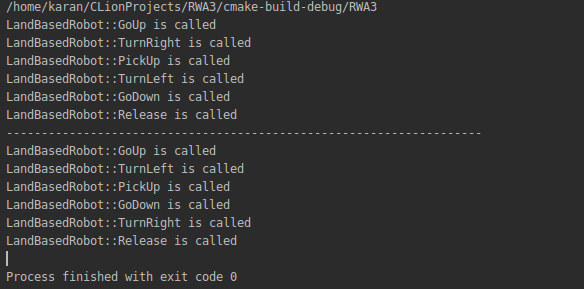 /home/karan/CLionProjects/RWA3/cmake-build-debug/RWA3
LandBasedRobot::GoUp is called
LandBasedRobot::TurnRight is called
LandBasedRobot::PickUp is called
LandBasedRobot::TurnLeft is called
LandBasedRobot::GoDown is called
LandBasedRobot::Release is called
--------------------------------------------------------------------
LandBasedRobot::GoUp is called
LandBasedRobot::TurnLeft is called
LandBasedRobot::PickUp is called
LandBasedRobot::GoDown is called
LandBasedRobot::TurnRight is called
LandBasedRobot::Release is called
Process finished with exit code 0